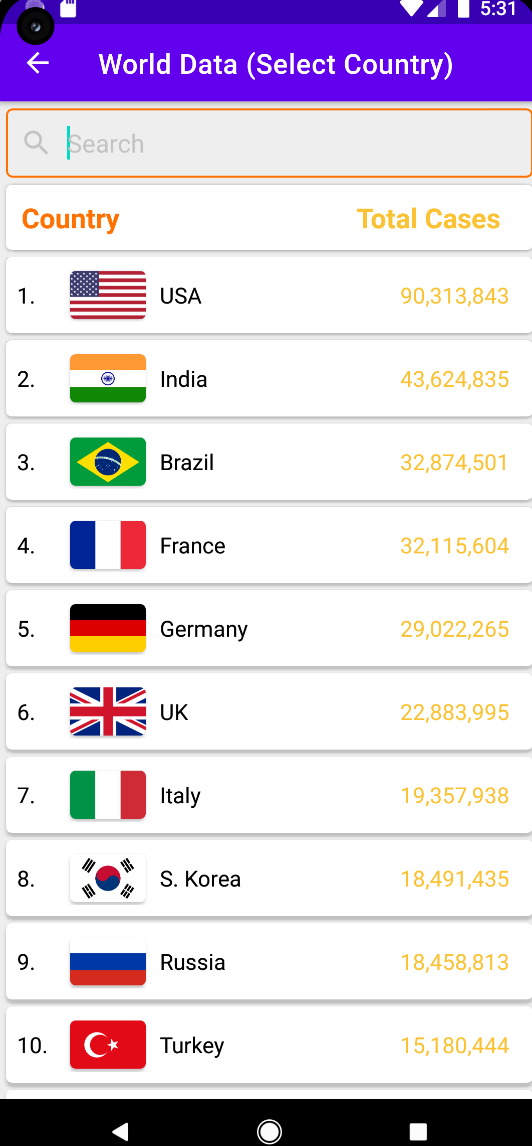 5:31
World Data (Select Country)
Search
Country Total Cases
1. USA 90,313,843
2. India 43,624,835
3. Brazil 32,874,501
4. France 32,115,604
5. Germany 29,022,265
6. UK 22,883,995
7. Italy 19,357,938
8. S. Korea 18,491,435
9. Russia 18,458,813
10. Turkey 15,180,444